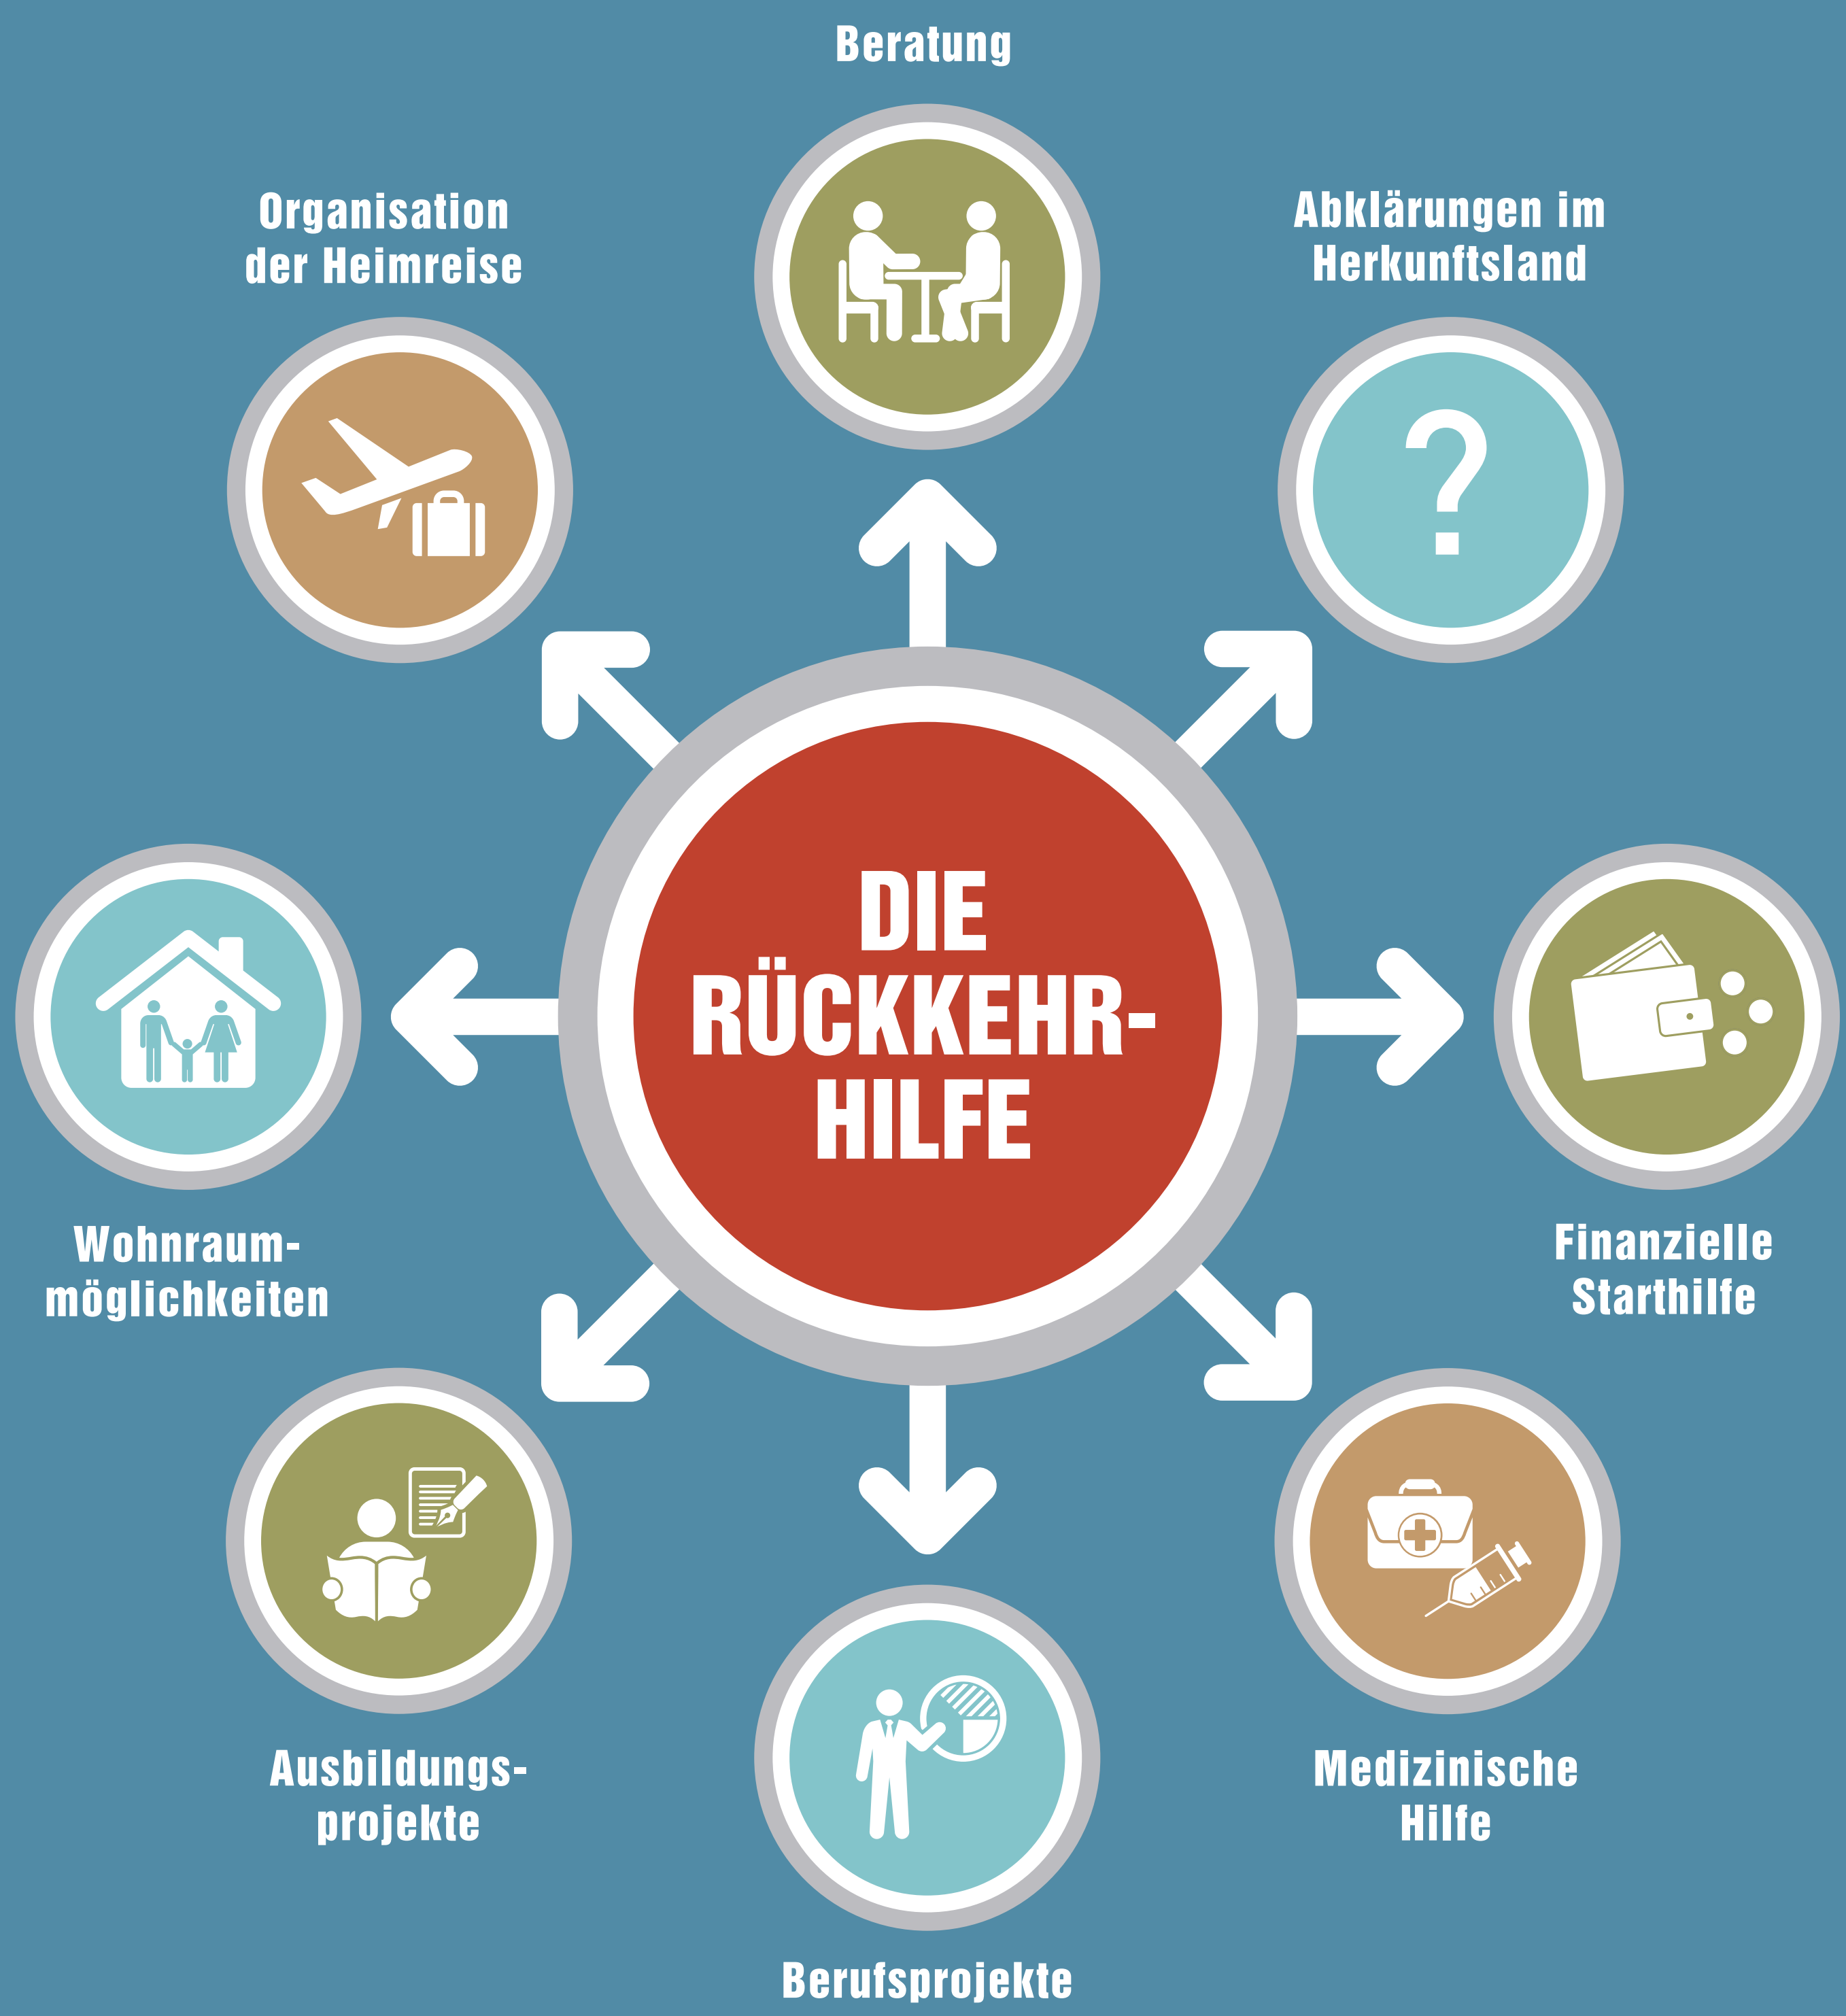 Beratung
Organisation
der Heimreise
Abklärungen im
Herkunftsland
DIE
RÜCKKEHR-
HILFE
Wohnraum-
möglichkeiten
Finanzielle
Starthilfe
Ausbildungs-
projekte
Medizinische
Hilfe
Berufsprojekte